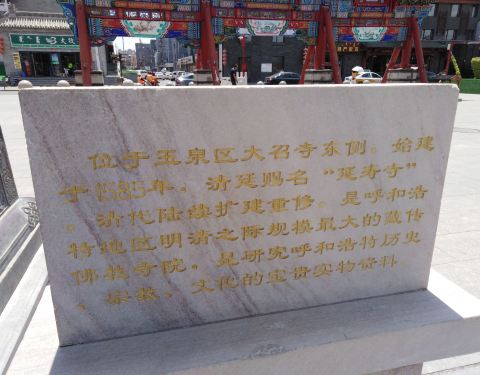 位于玉泉区大召寺东侧。始建
于1585年，清廷赐名“延寿寺”
。清代陆续扩建重修。是呼和浩
特地区明清之际规模最大的藏传
佛教寺院，是研究呼和浩特历史
、宗教、文化的宝贵实物资料